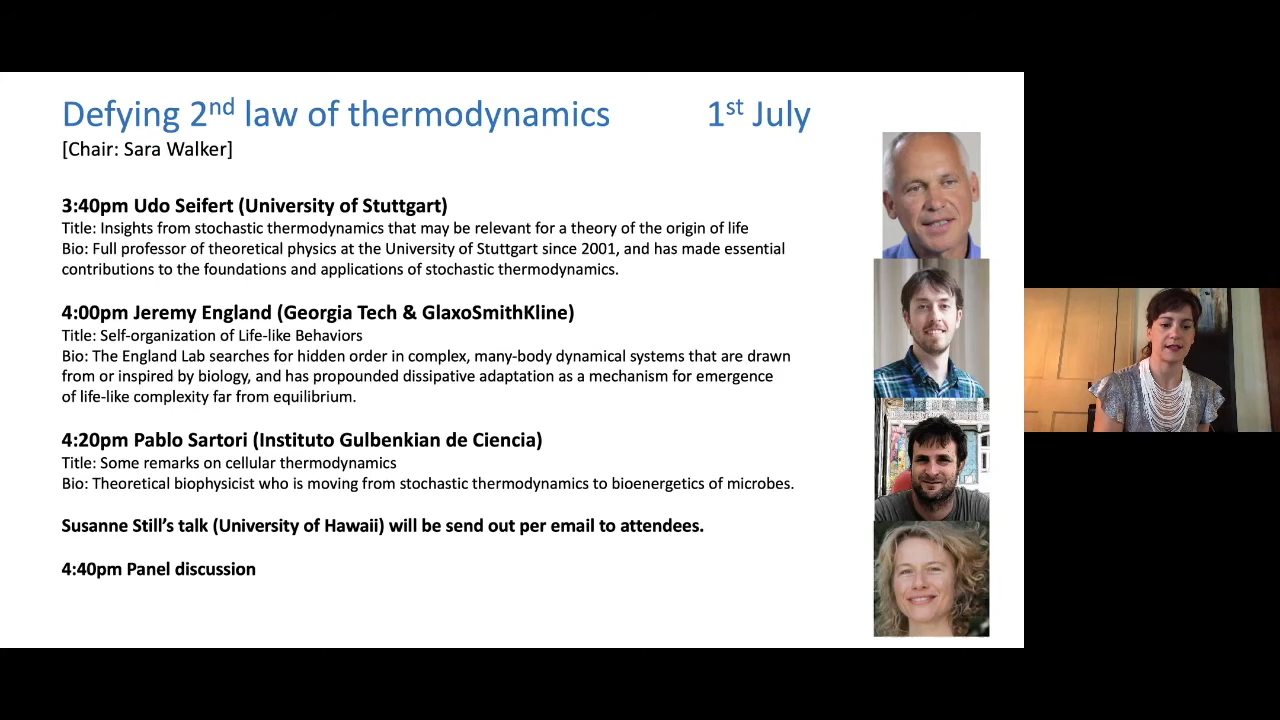 Defying 2nd law of thermodynamics 1st July
[Chair: Sara Walker]
3:40pm Udo Seifert (University of Stuttgart)
Title: Insights from stochastic thermodynamics that may be relevant for a theory of the origin of life
Bio: Full professor of theoretical physics at the University of Stuttgart since 2001, and has made essential
contributions to the foundations and applications of stochastic thermodynamics.
4:00pm Jeremy England (Georgia Tech & GlaxoSmithKline)
Title: Self-organization of Life-like Behaviors
Bio: The England Lab searches for hidden order in complex, many-body dynamical systems that are drawn
from or inspired by biology, and has propounded dissipative adaptation as a mechanism for emergence
of life-like complexity far from equilibrium.
4:20pm Pablo Sartori (Instituto Gulbenkian de Ciencia)
Title: Some remarks on cellular thermodynamics
Bio: Theoretical biophysicist who is moving from stochastic thermodynamics to bioenergetics of microbes.
Susanne Still's talk (University of Hawaii) will be send out per email to attendees.
4:40pm Panel discussion